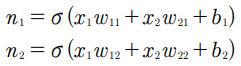 n₁ = σ (x₁w₁₁ + x₂w₂₁ + b₁)
n₂ = σ (x₁w₁₂ + x₂w₂₂ + b₂)